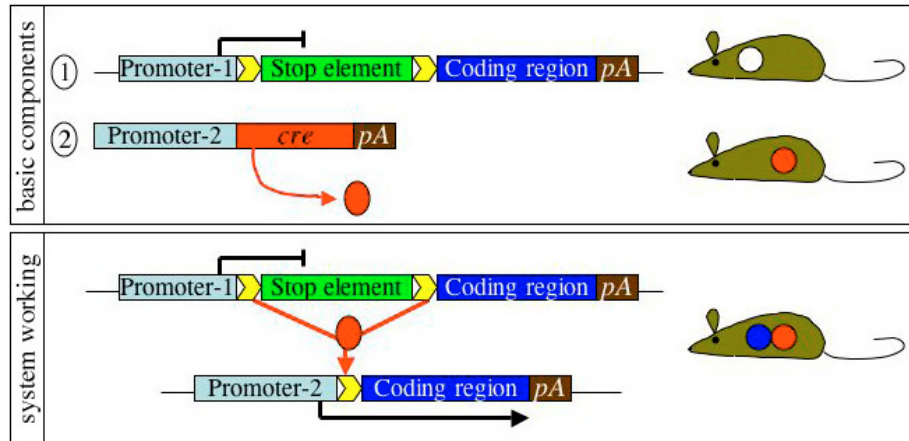 basic components
1
Promoter-1 Stop element Coding region pA
2
Promoter-2 cre pA
system working
Promoter-1 Stop element Coding region pA
Promoter-2 Coding region pA